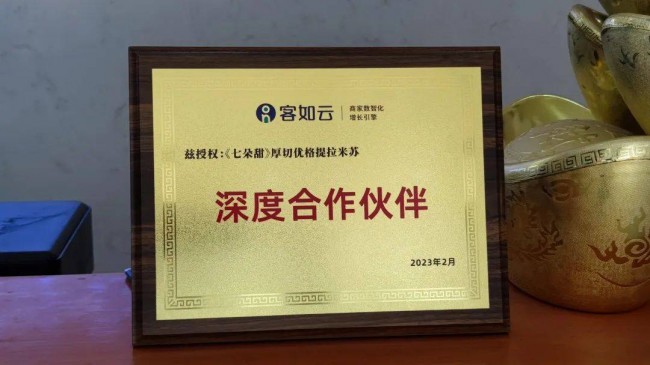 客如云
商家数智化
增长引擎
兹授权:《七朵甜》厚切优格提拉米苏
深度合作伙伴
2023年2月